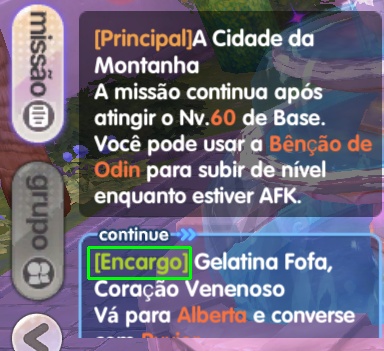 missão
grupo
[Principal]A Cidade da
Montanha
A missão continua após
atingir o Nv.60 de Base.
Você pode usar a Bênção de
Odin para subir de nível
enquanto estiver AFK.
continue
[Encargo] Gelatina Fofa,
Coração Venenoso
Vá para Alberta e converse
com